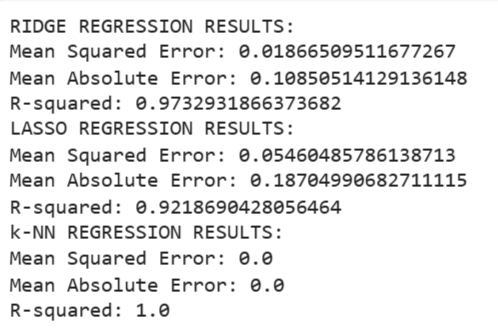 RIDGE REGRESSION RESULTS:
Mean Squared Error: 0.01866509511677267
Mean Absolute Error: 0.10850514129136148
R-squared: 0.9732931866373682
LASSO REGRESSION RESULTS:
Mean Squared Error: 0.05460485786138713
Mean Absolute Error: 0.18704990682711115
R-squared: 0.9218690428056464
k-NN REGRESSION RESULTS:
Mean Squared Error: 0.0
Mean Absolute Error: 0.0
R-squared: 1.0